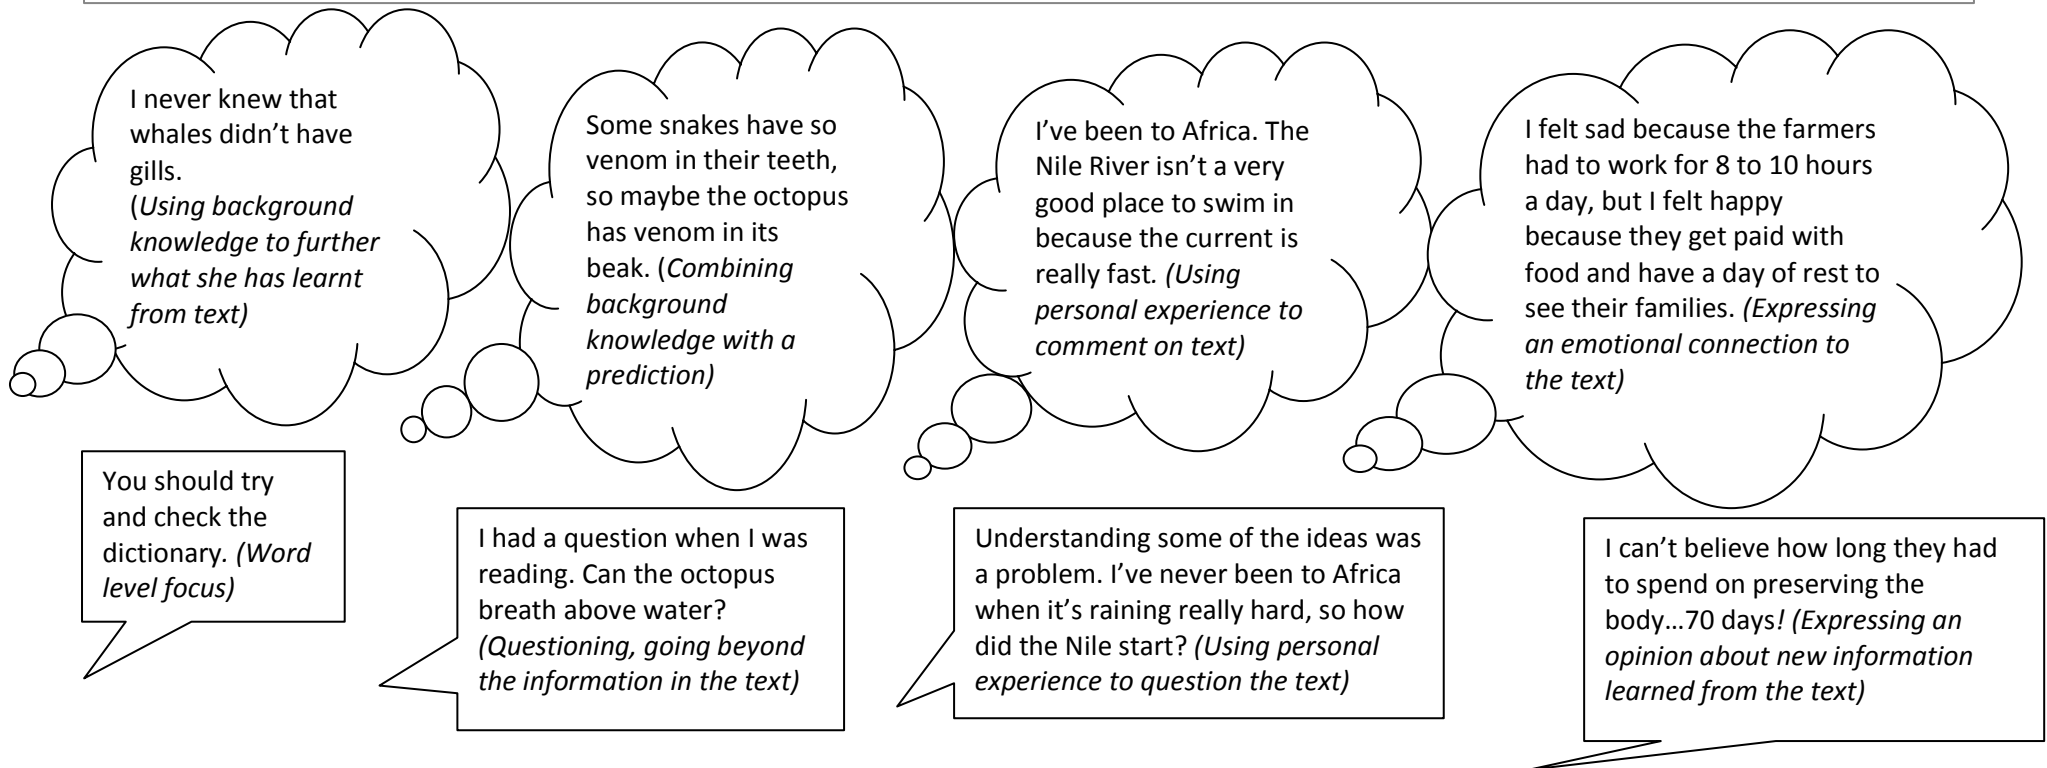 I never knew that
whales didn't have
gills.
(Using background
knowledge to further
what she has learnt
from text)
Some snakes have so
venom in their teeth,
so maybe the octopus
has venom in its
beak. (Combining
background
knowledge with a
prediction)
I've been to Africa. The
Nile River isn't a very
good place to swim in
because the current is
really fast. (Using
personal experience to
comment on text)
I felt sad because the farmers
had to work for 8 to 10 hours
a day, but I felt happy
because they get paid with
food and have a day of rest to
see their families. (Expressing
an emotional connection to
the text)
You should try
and check the
dictionary. (Word
level focus)
I had a question when I was
reading. Can the octopus
breath above water?
(Questioning, going beyond
the information in the text)
Understanding some of the ideas was
a problem. I've never been to Africa
when it's raining really hard, so how
did the Nile start? (Using personal
experience to question the text)
I can't believe how long they had
to spend on preserving the
body…70 days! (Expressing an
opinion about new information
learned from the text)